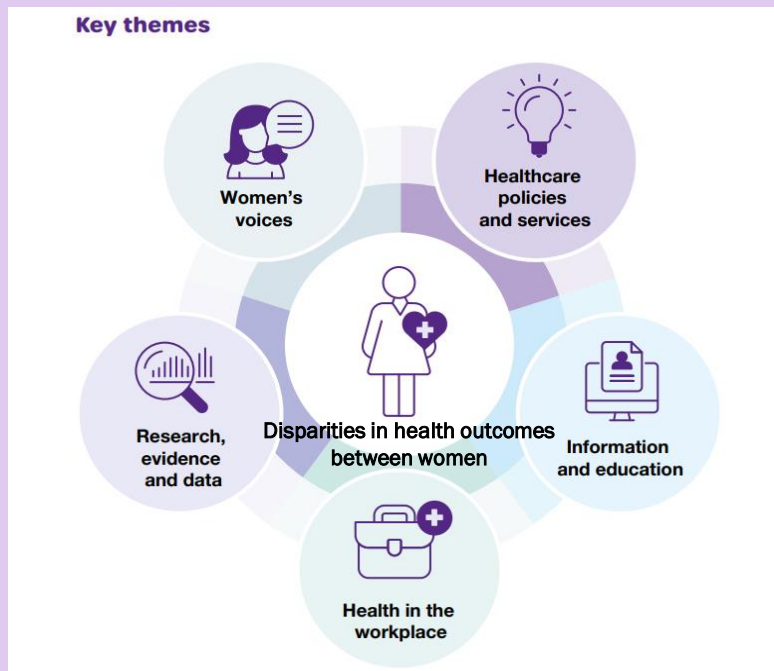 Key themes
Women's
voices
Healthcare
policies
and services
Disparities in health outcomes
between women
Research,
evidence
and data
Information
and education
Health in the
workplace